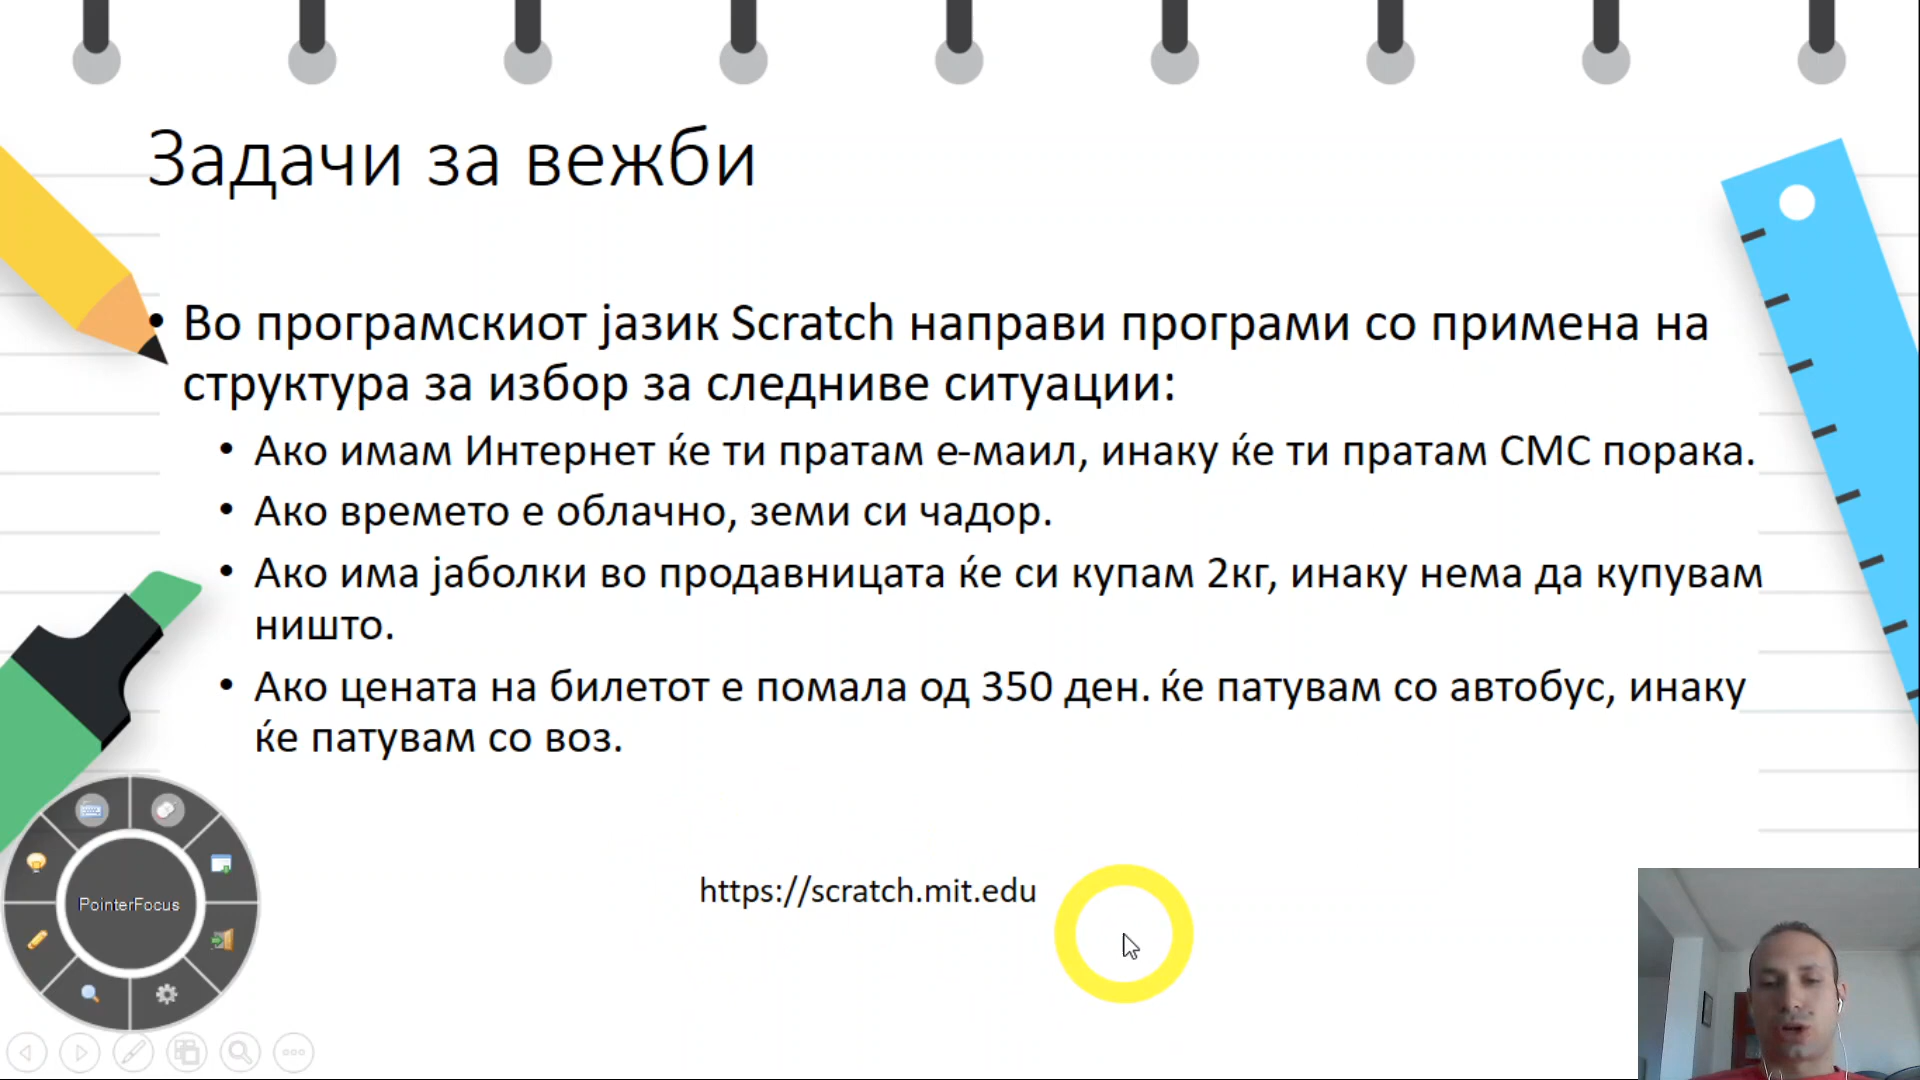 Задачи за вежби
• Во програмскиот јазик Scratch направи програми со примена на
структура за избор за следниве ситуации:
• Ако имам Интернет ќе ти пратам е-маил, инаку ќе ти пратам СМС порака.
• Ако времето е облачно, земи си чадор.
• Ако има јаболки во продавницата ќе си купам 2кг, инаку нема да купувам
ништо.
• Ако цената на билетот е помала од 350 ден. ќе патувам со автобус, инаку
ќе патувам со воз.
https://scratch.mit.edu
PointerFocus